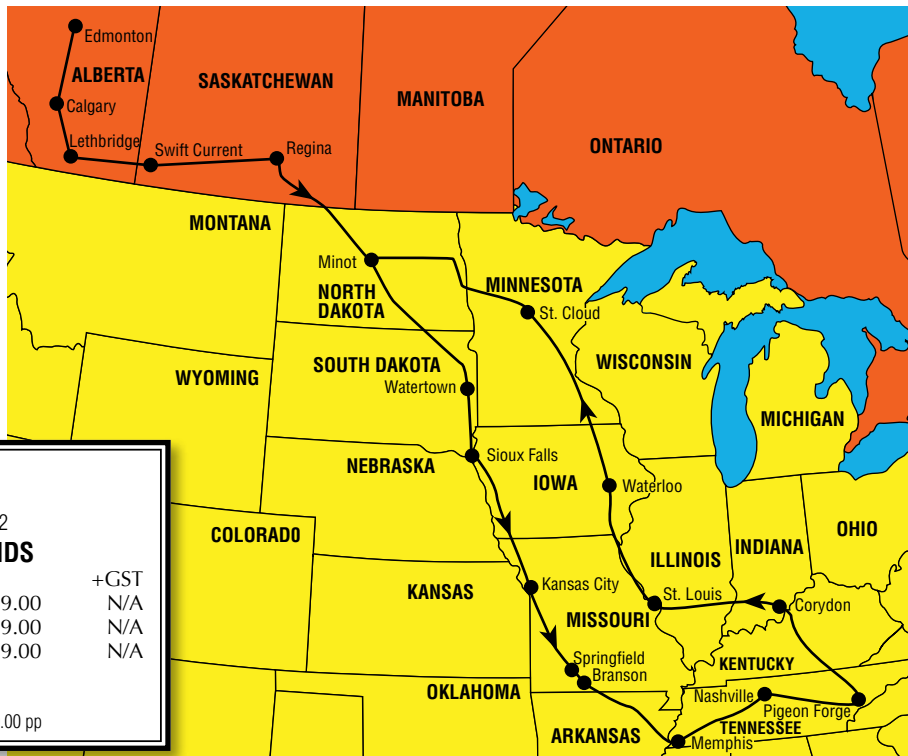 Edmonton
ALBERTA
SASKATCHEWAN
MANITOBA
Calgary
ONTARIO
Lethbridge
Swift Current
Regina
MONTANA
Minot
NORTH
DAKOTA
MINNESOTA
St. Cloud
WISCONSIN
SOUTH DAKOTA
WYOMING
Watertown
MICHIGAN
Sioux Falls
NEBRASKA
IOWA
Waterloo
COLORADO
ILLINOIS
INDIANA
OHIO
KANSAS
Kansas City
St. Louis
Corydon
MISSOURI
Springfield
Branson
KENTUCKY
OKLAHOMA
Nashville
Pigeon Forge
TENNESSEE
ARKANSAS
Memphis
2
+GST
9.00 N/A
9.00 N/A
9.00 N/A
.00 pp